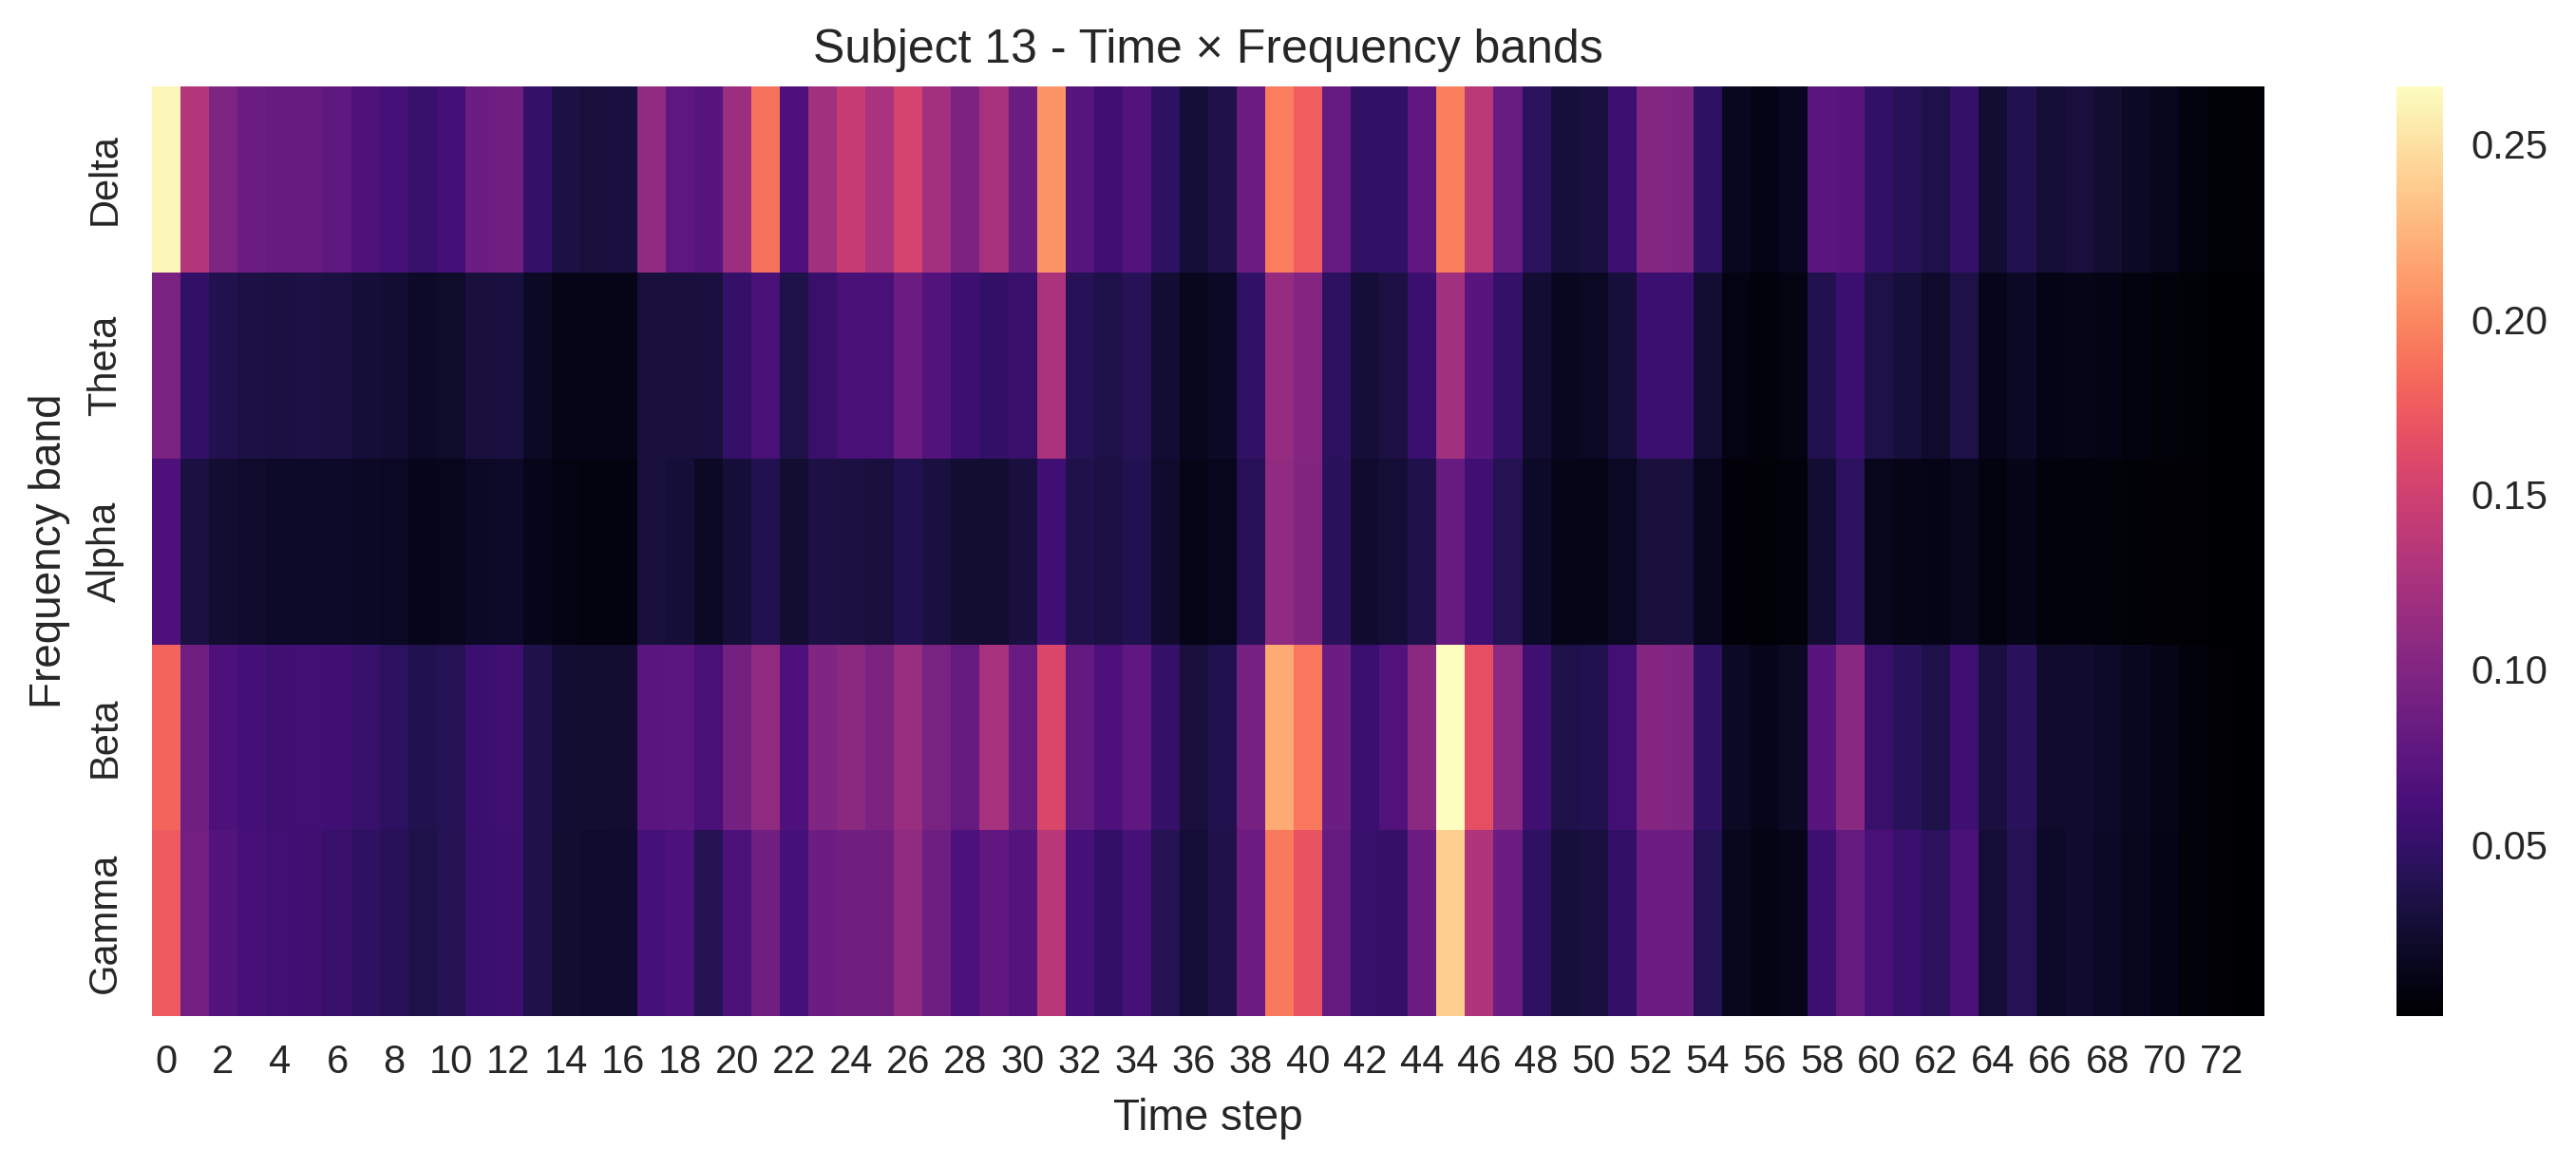 Subject 13 - Time × Frequency bands
Frequency band
Delta
Theta
Alpha
Beta
Gamma
0 2 4 6 8 10 12 14 16 18 20 22 24 26 28 30 32 34 36 38 40 42 44 46 48 50 52 54 56 58 60 62 64 66 68 70 72
Time step
0.25
0.20
0.15
0.10
0.05